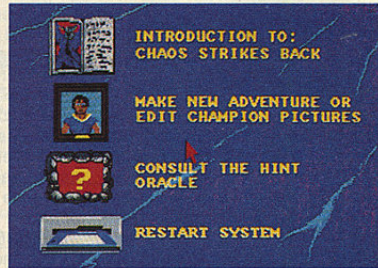 INTRODUCTION TO:
CHAOS STRIKES BACK
MAKE NEW ADVENTURE OR
EDIT CHAMPION PICTURES
?
CONSULT THE HINT
ORACLE
RESTART SYSTEM